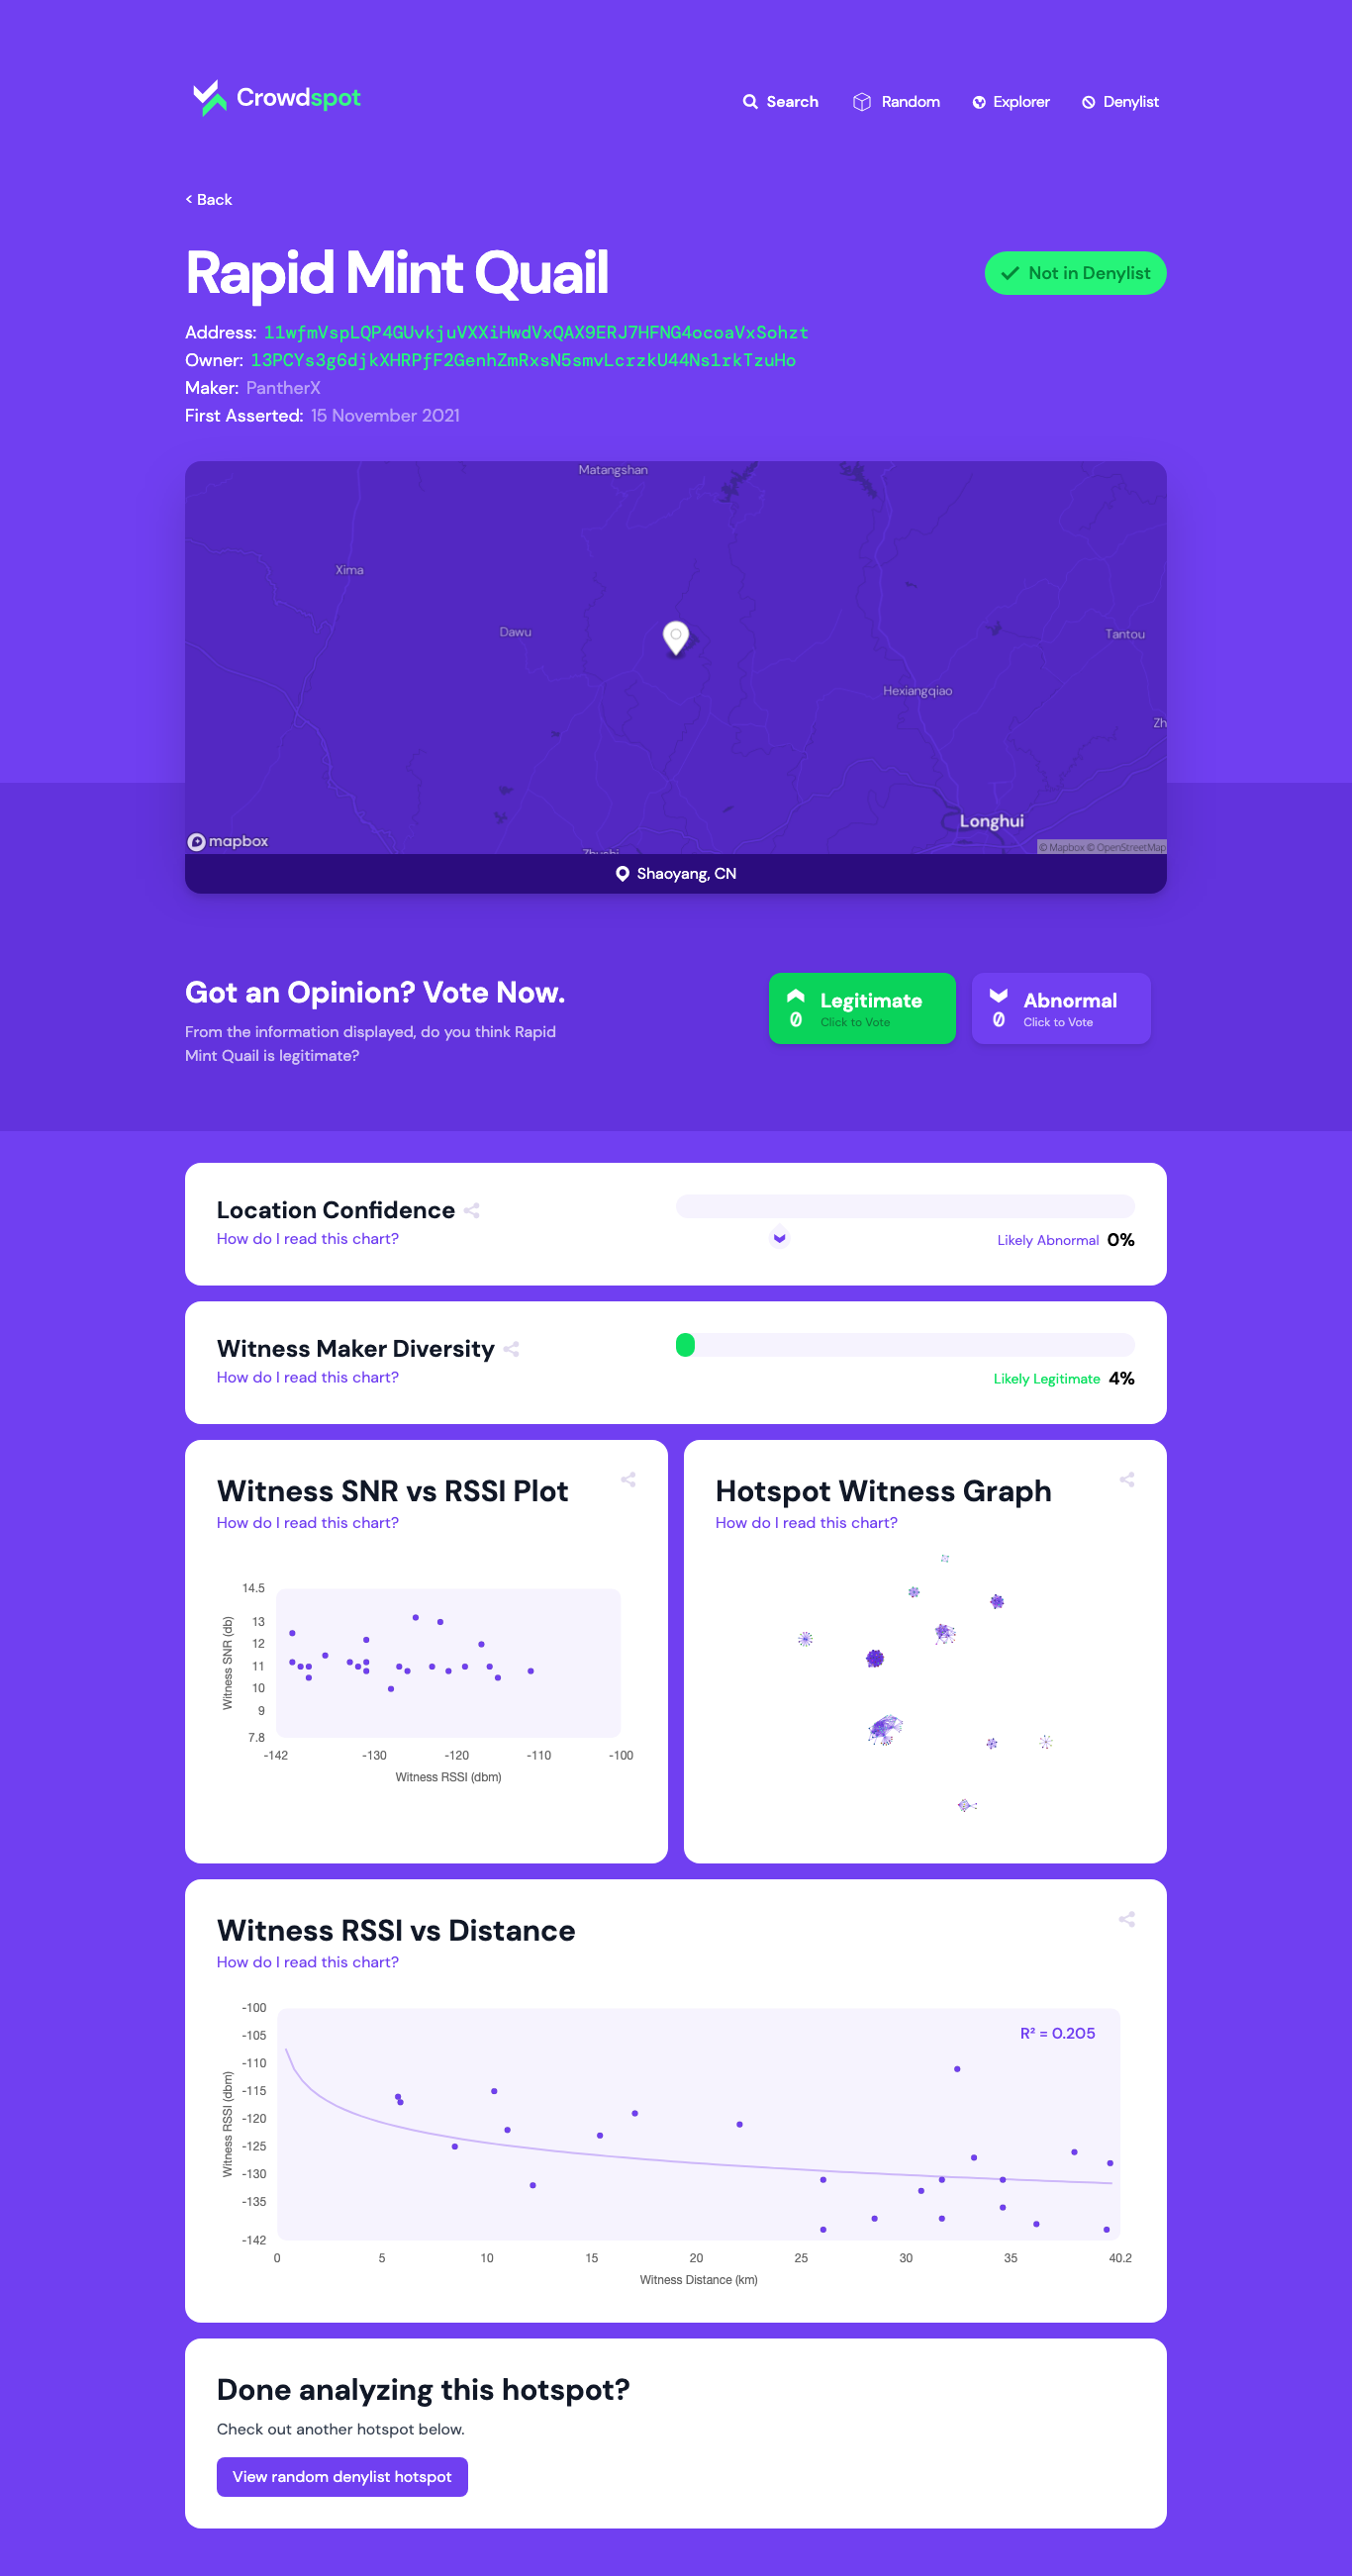 Crowdspot
Search
Random
Explorer
Denylist
< Back
Rapid Mint Quail
Not in Denylist
Address: 11wfmVspLQP4GUvkjuVXXiHwdVxQAX9ERJ7HFNG4ocoaVxSohzt
Owner: 13PCYs3g6djkXHRPfF2GenhZmRxsN5smvLcrzkU44Ns1rkTzuHo
Maker: PantherX
First Asserted: 15 November 2021
Matangshan
Xima
Dawu
Tantou
Hexiangqiao
Zh
Longhui
mapbox
© Mapbox © OpenStreetMap
Shaoyang, CN
Got an Opinion? Vote Now.
From the information displayed, do you think Rapid
Mint Quail is legitimate?
0
Legitimate
Click to Vote
0
Abnormal
Click to Vote
Location Confidence
How do I read this chart?
Likely Abnormal 0%
Witness Maker Diversity
How do I read this chart?
Likely Legitimate 4%
Witness SNR vs RSSI Plot
How do I read this chart?
14.5
13
12
11
10
9
7.8
Witness SNR (db)
-142
-130
-120
-110
-100
Witness RSSI (dbm)
Hotspot Witness Graph
How do I read this chart?
Witness RSSI vs Distance
How do I read this chart?
R² = 0.205
-100
-105
-110
-115
-120
-125
-130
-135
-142
Witness RSSI (dbm)
0
5
10
15
20
25
30
35
40.2
Witness Distance (km)
Done analyzing this hotspot?
Check out another hotspot below.
View random denylist hotspot